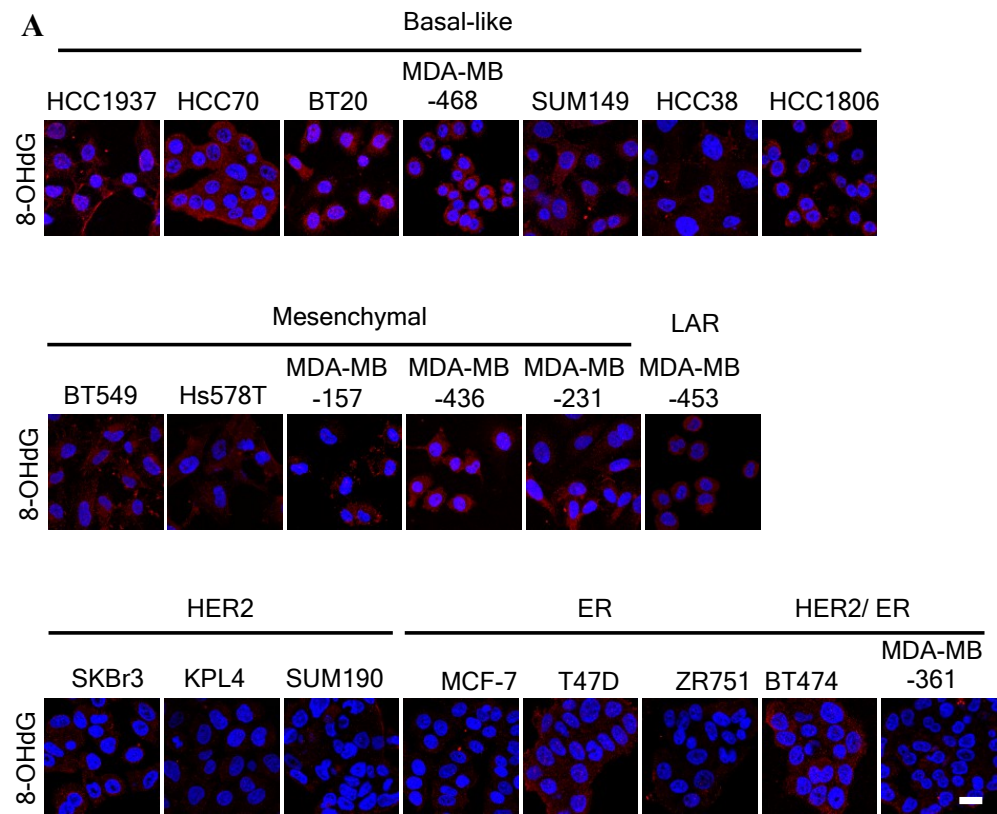 A
Basal-like
HCC1937 HCC70 BT20 MDA-MB -468 SUM149 HCC38 HCC1806
8-OHdG
Mesenchymal LAR
BT549 Hs578T MDA-MB -157 MDA-MB -436 MDA-MB -231 MDA-MB -453
8-OHdG
HER2 ER HER2/ ER
SKBr3 KPL4 SUM190 MCF-7 T47D ZR751 BT474 MDA-MB -361
8-OHdG